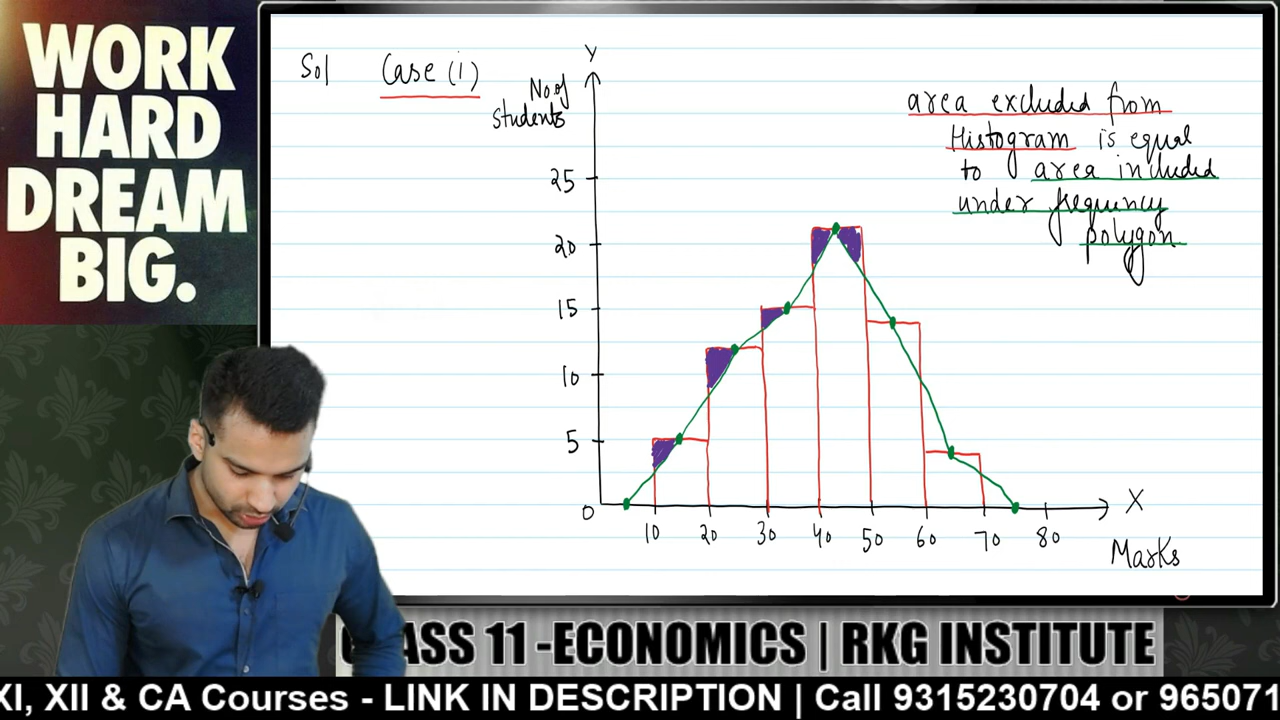 WORK
HARD
DREAM
BIG.
Sol Case (i)
Y
No. of
students
area excluded from
Histogram is equal
to area included
under frequency
polygon
25
20
15
10
5
0
10 20 30 40 50 60 70 80
X
Marks
CLASS 11 -ECONOMICS | RKG INSTITUTE
XI, XII & CA Courses - LINK IN DESCRIPTION | Call 9315230704 or 965071